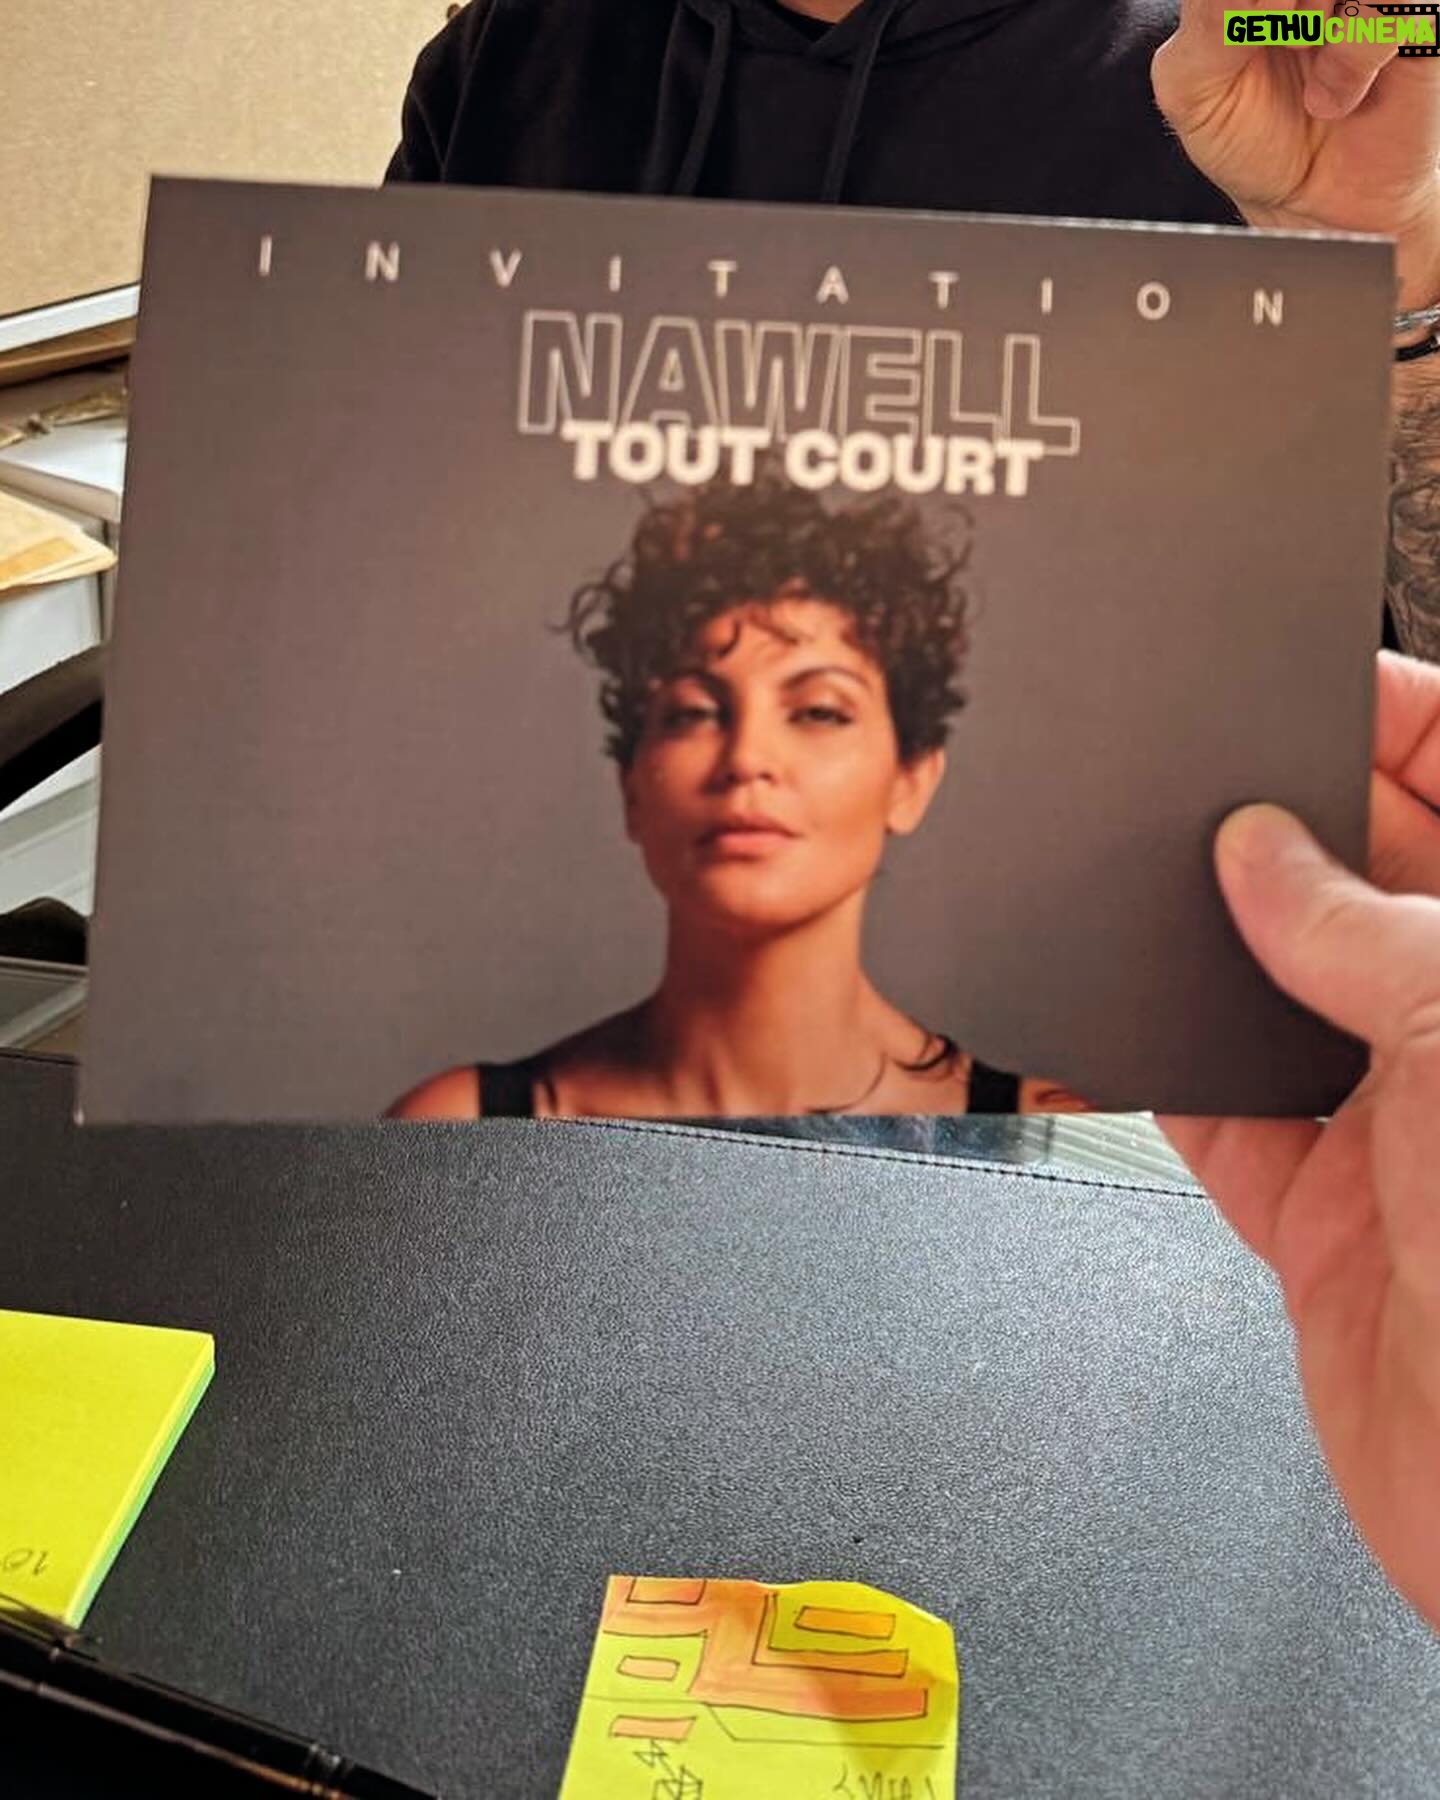 GETHUCINEMA
INVITATION
NAWELL
TOUT COURT